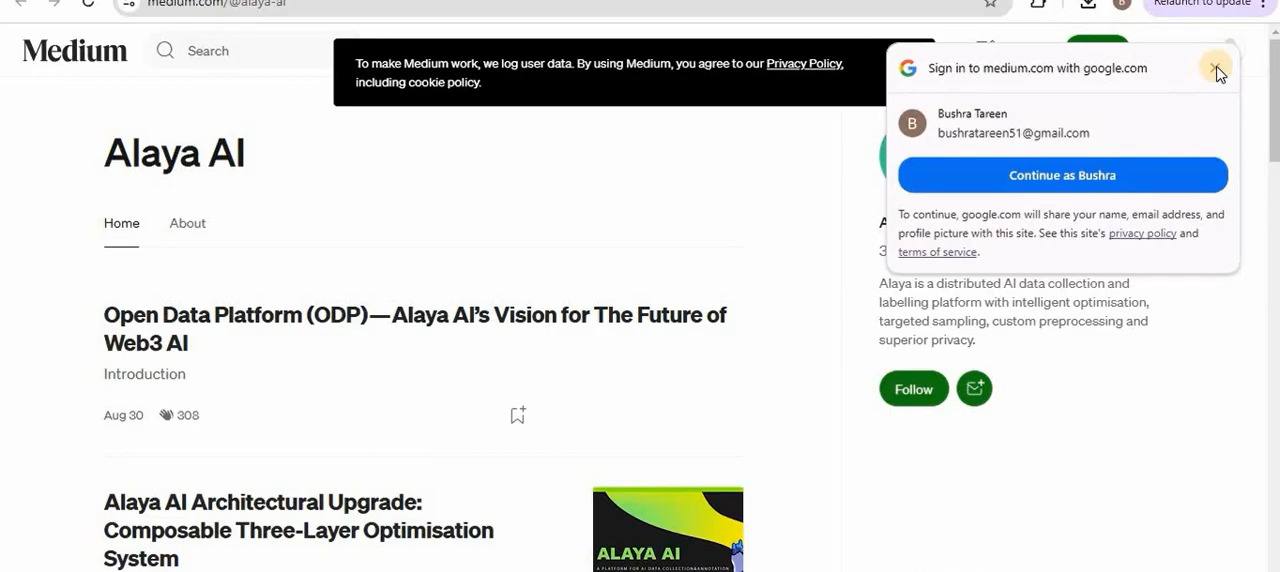 medium.com/@alaya-ai
B
Relaunch to update
Medium
Search
To make Medium work, we log user data. By using Medium, you agree to our Privacy Policy,
including cookie policy.
Sign in to medium.com with google.com
B
Bushra Tareen
bushratareen51@gmail.com
Continue as Bushra
To continue, google.com will share your name, email address, and
profile picture with this site. See this site's privacy policy and
terms of service.
Alaya AI
Home
About
Open Data Platform (ODP)—Alaya AI's Vision for The Future of
Web3 AI
Introduction
Aug 30
308
Alaya is a distributed AI data collection and
labelling platform with intelligent optimisation,
targeted sampling, custom preprocessing and
superior privacy.
Follow
Alaya AI Architectural Upgrade:
Composable Three-Layer Optimisation
System
ALAYA AI
A PLATFORM FOR AI DATA COLLECTION&ANNOTATION